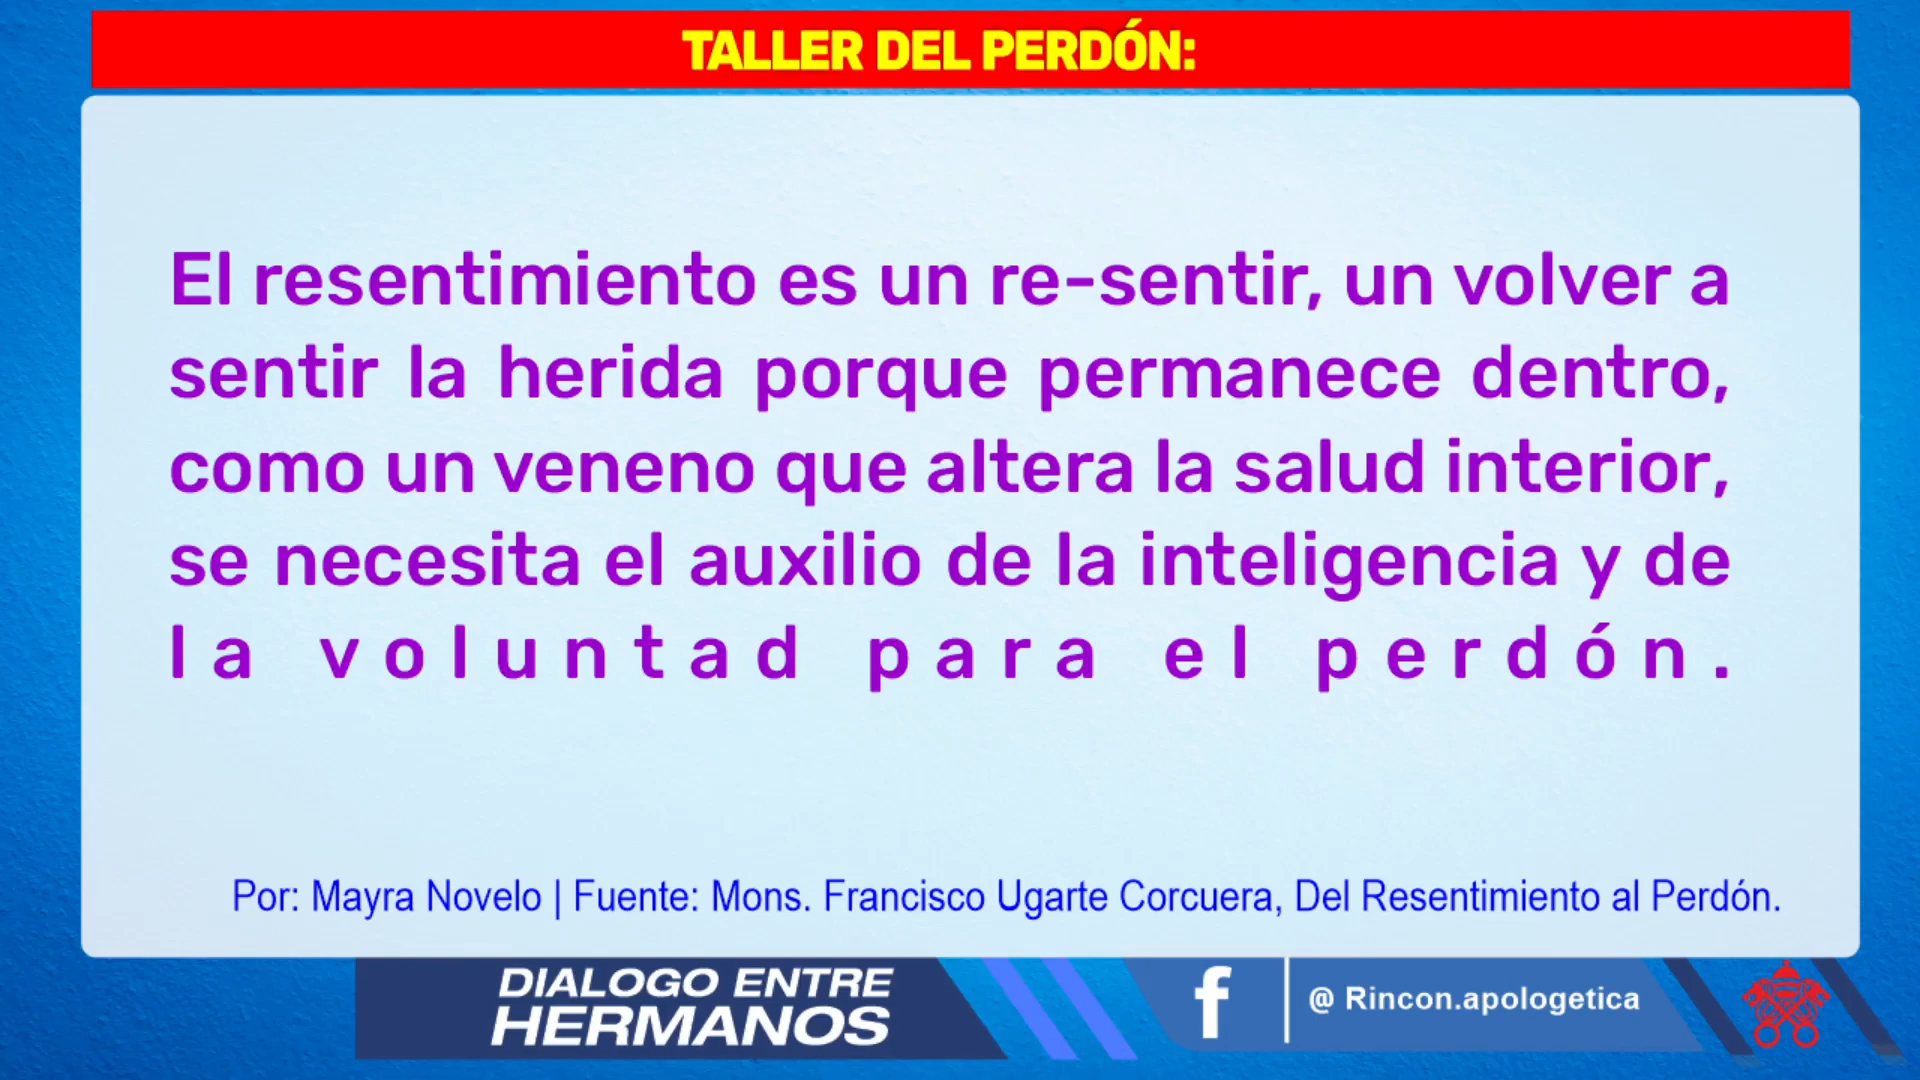 TALLER DEL PERDÓN:
El resentimiento es un re-sentir, un volver a
sentir la herida porque permanece dentro,
como un veneno que altera la salud interior,
se necesita el auxilio de la inteligencia y de
la voluntad para el perdón.
Por: Mayra Novelo | Fuente: Mons. Francisco Ugarte Corcuera, Del Resentimiento al Perdón.
DIALOGO ENTRE
HERMANOS
f
@ Rincon.apologetica